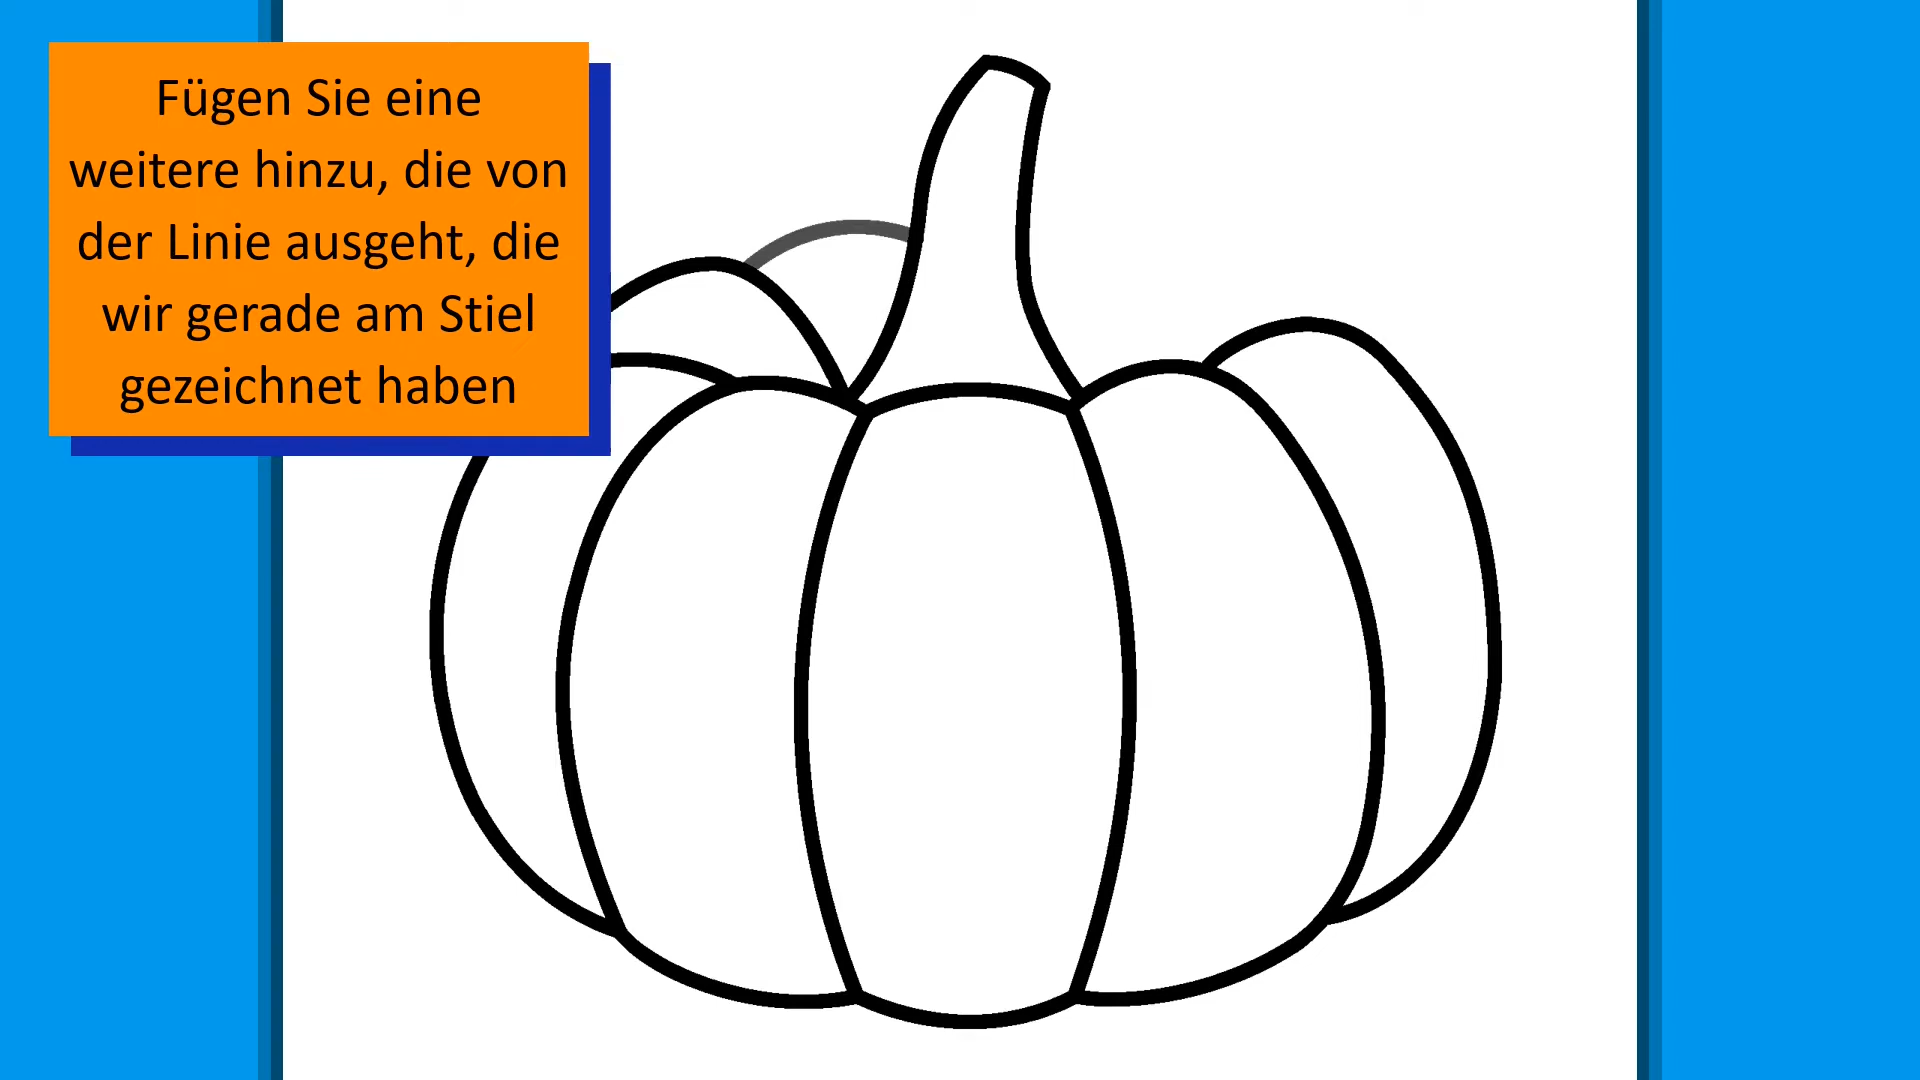 Fügen Sie eine
weitere hinzu, die von
der Linie ausgeht, die
wir gerade am Stiel
gezeichnet haben